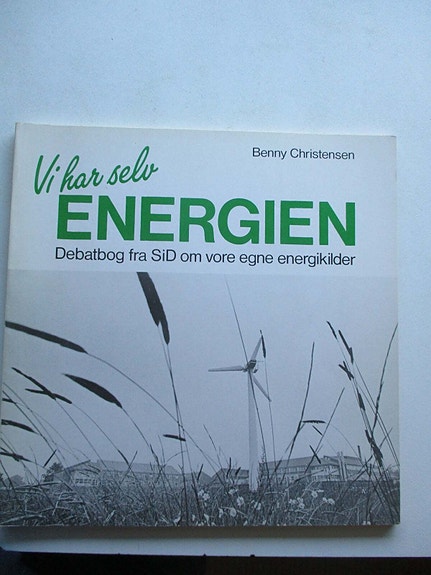 Benny Christensen
Vi har selv
ENERGIEN
Debatbog fra SiD om vore egne energikilder